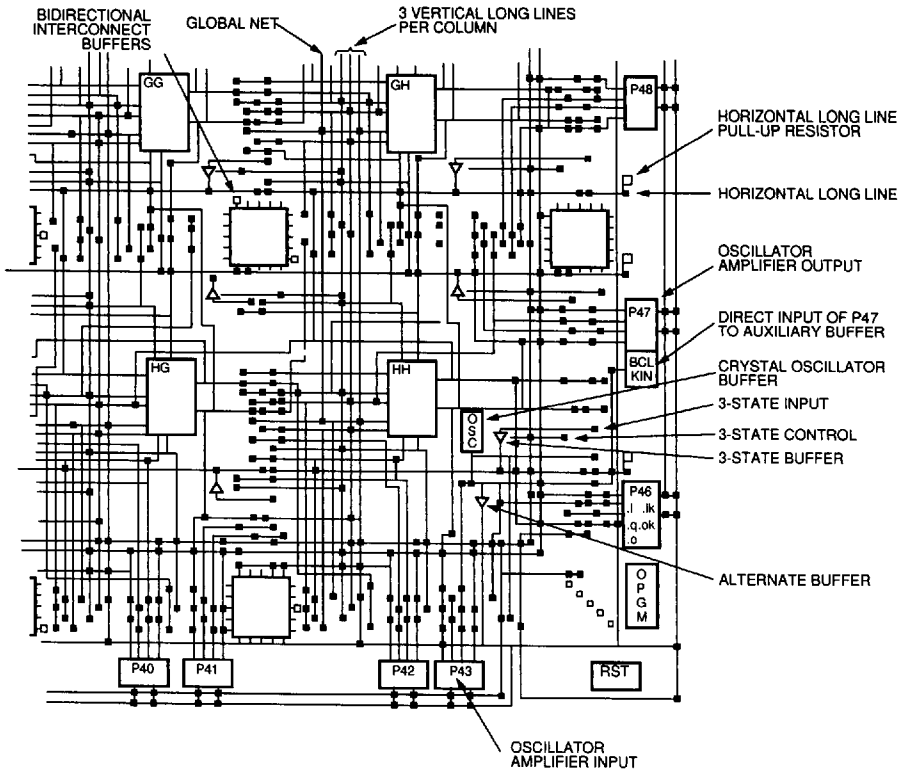 BIDIRECTIONAL
INTERCONNECT
BUFFERS
GLOBAL NET
3 VERTICAL LONG LINES
PER COLUMN
GG
GH
P48
HORIZONTAL LONG LINE
PULL-UP RESISTOR
HORIZONTAL LONG LINE
OSCILLATOR
AMPLIFIER OUTPUT
P47
DIRECT INPUT OF P47
TO AUXILIARY BUFFER
BCL
KIN
HG
HH
CRYSTAL OSCILLATOR
BUFFER
OSC
3-STATE INPUT
3-STATE CONTROL
3-STATE BUFFER
P46
.I .Ik
.q .ok
.o
ALTERNATE BUFFER
OPGM
P40
P41
P42
P43
RST
OSCILLATOR
AMPLIFIER INPUT